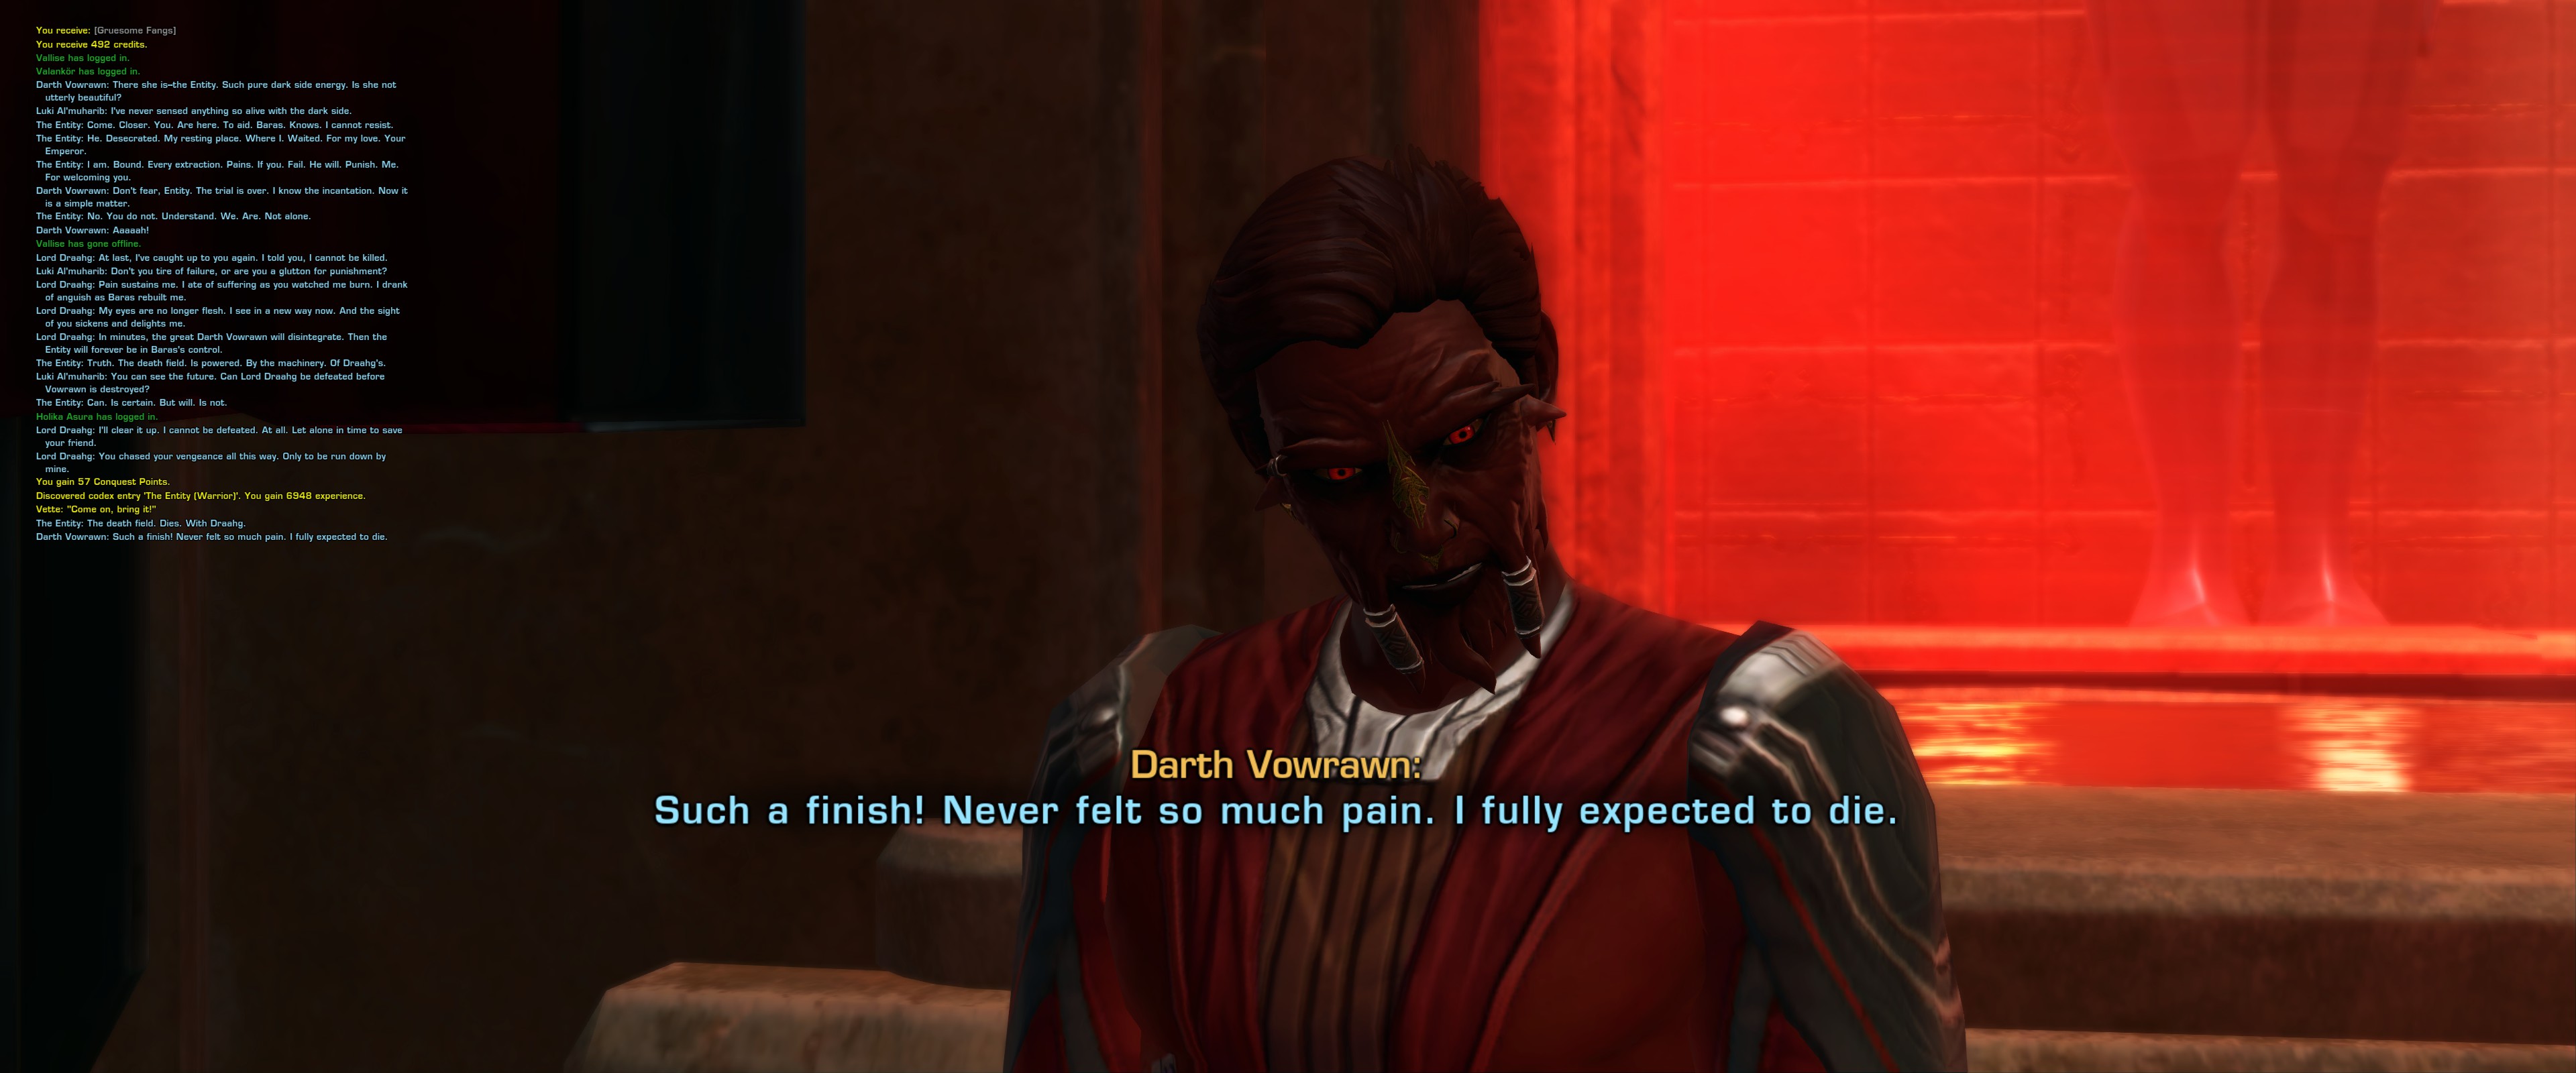 You receive: [Gruesome Fangs]
You receive 492 credits.
Vallise has logged in.
Valankör has logged in.
Darth Vowrawn: There she is—the Entity. Such pure dark side energy. Is she not
utterly beautiful?
Luki Al'muharib: I've never sensed anything so alive with the dark side.
The Entity: Come. Closer. You. Are here. To aid. Baras. Knows. I cannot resist.
The Entity: He. Desecrated. My resting place. Where I. Waited. For my love. Your
Emperor.
The Entity: I am. Bound. Every extraction. Pains. If you. Fail. He will. Punish. Me.
For welcoming you.
Darth Vowrawn: Don't fear, Entity. The trial is over. I know the incantation. Now it
is a simple matter.
The Entity: No. You do not. Understand. We. Are. Not alone.
Darth Vowrawn: Aaaaah!
Vallise has gone offline.
Lord Draahg: At last, I've caught up to you again. I told you, I cannot be killed.
Luki Al'muharib: Don't you tire of failure, or are you a glutton for punishment?
Lord Draahg: Pain sustains me. I ate of suffering as you watched me burn. I drank
of anguish as Baras rebuilt me.
Lord Draahg: My eyes are no longer flesh. I see in a new way now. And the sight
of you sickens and delights me.
Lord Draahg: In minutes, the great Darth Vowrawn will disintegrate. Then the
Entity will forever be in Baras's control.
The Entity: Truth. The death field. Is powered. By the machinery. Of Draahg's.
Luki Al'muharib: You can see the future. Can Lord Draahg be defeated before
Vowrawn is destroyed?
The Entity: Can. Is certain. But will. Is not.
Holika Asura has logged in.
Lord Draahg: I'll clear it up. I cannot be defeated. At all. Let alone in time to save
your friend.
Lord Draahg: You chased your vengeance all this way. Only to be run down by
mine.
You gain 57 Conquest Points.
Discovered codex entry 'The Entity (Warrior)'. You gain 6948 experience.
Vette: "Come on, bring it!"
The Entity: The death field. Dies. With Draahg.
Darth Vowrawn: Such a finish! Never felt so much pain. I fully expected to die.
Darth Vowrawn:
Such a finish! Never felt so much pain. I fully expected to die.